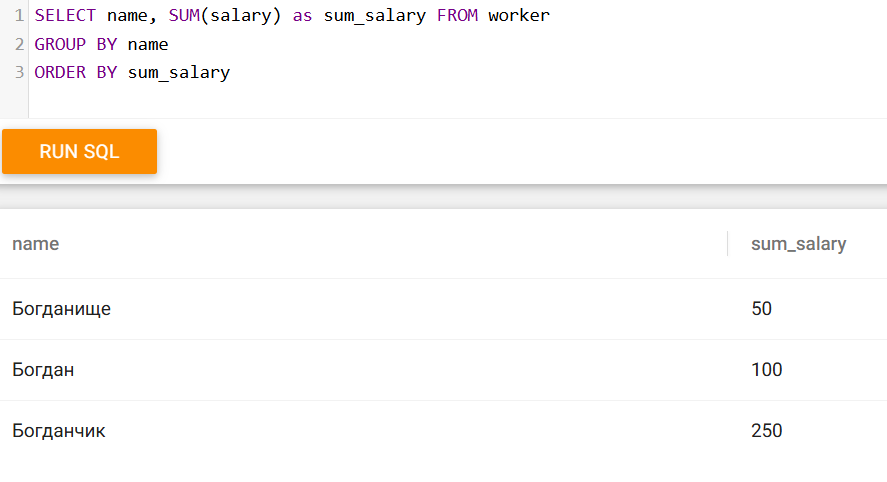 1 SELECT name, SUM(salary) as sum_salary FROM worker
2 GROUP BY name
3 ORDER BY sum_salary
RUN SQL
name sum_salary
Богданище 50
Богдан 100
Богданчик 250